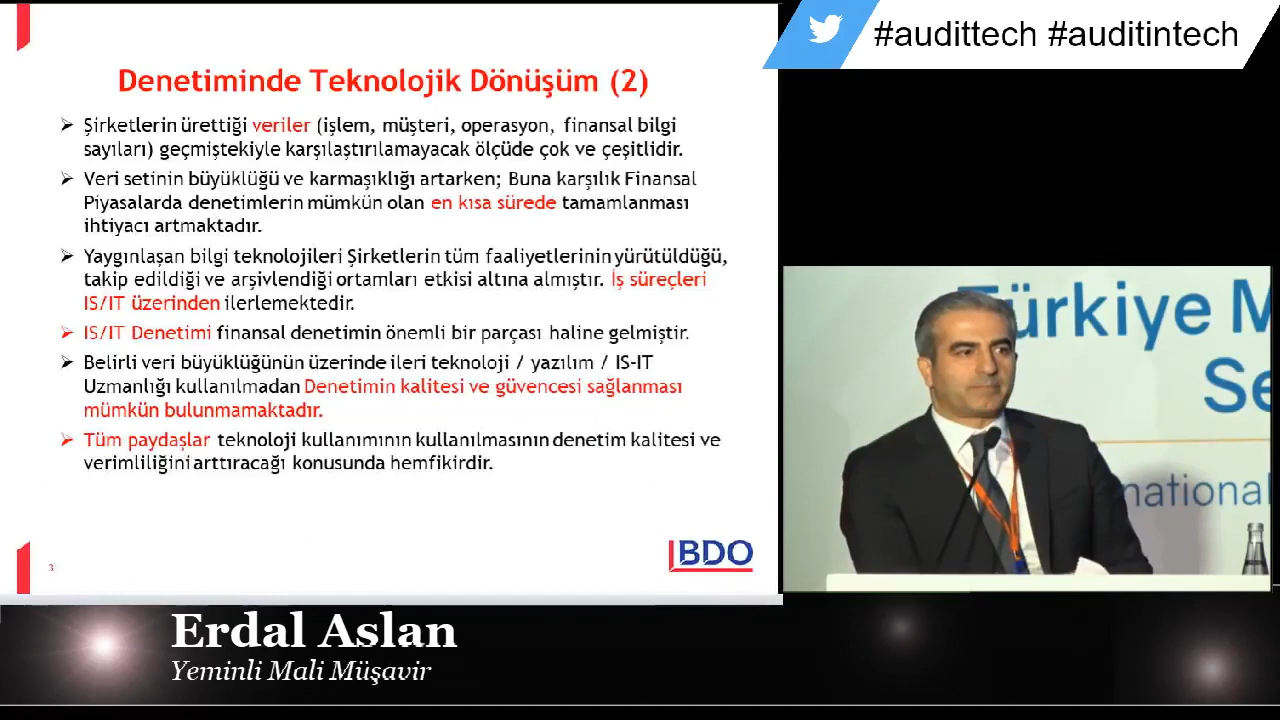 #audittech #auditintech
Denetiminde Teknolojik Dönüşüm (2)
Şirketlerin ürettiği veriler (işlem, müşteri, operasyon, finansal bilgi
sayıları) geçmiştekiyle karşılaştırılamayacak ölçüde çok ve çeşitlidir.
Veri setinin büyüklüğü ve karmaşıklığı artarken; Buna karşılık Finansal
Piyasalarda denetimlerin mümkün olan en kısa sürede tamamlanması
ihtiyacı artmaktadır.
Yaygınlaşan bilgi teknolojileri Şirketlerin tüm faaliyetlerinin yürütüldüğü,
takip edildiği ve arşivlendiği ortamları etkisi altına almıştır. İş süreçleri
IS/IT üzerinden ilerlemektedir.
IS/IT Denetimi finansal denetimin önemli bir parçası haline gelmiştir.
Belirli veri büyüklüğünün üzerinde ileri teknoloji / yazılım / IS-IT
Uzmanlığı kullanılmadan Denetimin kalitesi ve güvencesi sağlanması
mümkün bulunmamaktadır.
Tüm paydaşlar teknoloji kullanımının kullanılmasının denetim kalitesi ve
verimliliğini arttıracağı konusunda hemfikirdir.
3
BDO
Türkiye M
Se
national
Erdal Aslan
Yeminli Mali Müşavir